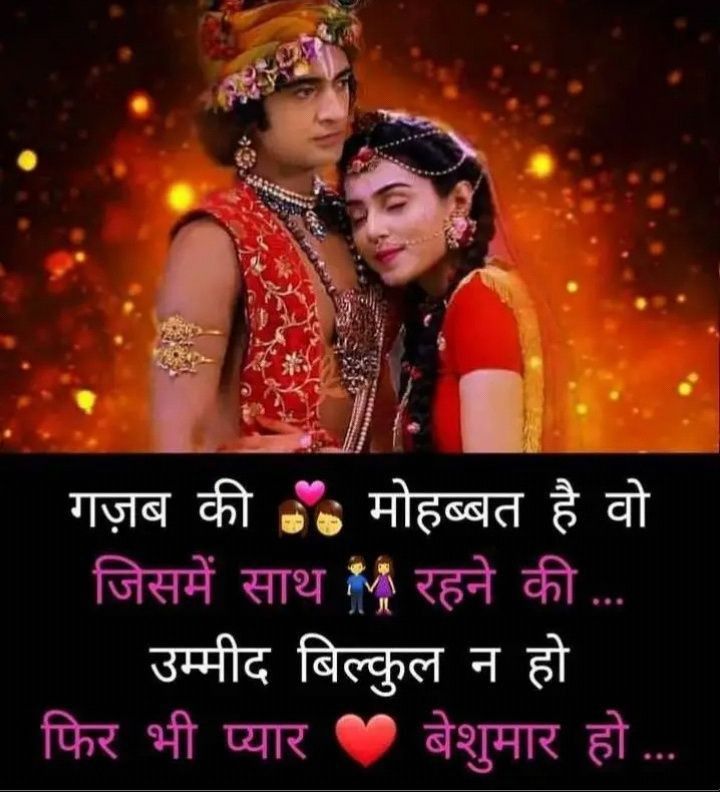 गज़ब की 💏 मोहब्बत है वो
जिसमें साथ 👫 रहने की ...
उम्मीद बिल्कुल न हो
फिर भी प्यार ❤️ बेशुमार हो ...